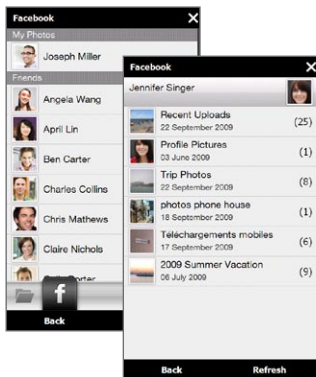 Facebook
My Photos
Joseph Miller
Friends
Angela Wang
April Lin
Ben Carter
Charles Collins
Chris Mathews
Claire Nichols
Porter
f
Back
Facebook
Jennifer Singer
Recent Uploads
22 September 2009 (25)
Profile Pictures
03 June 2009 (1)
Trip Photos
22 September 2009 (8)
photos phone house
18 September 2009 (1)
Téléchargements mobiles
17 September 2009 (6)
2009 Summer Vacation
06 July 2009 (9)
Back Refresh